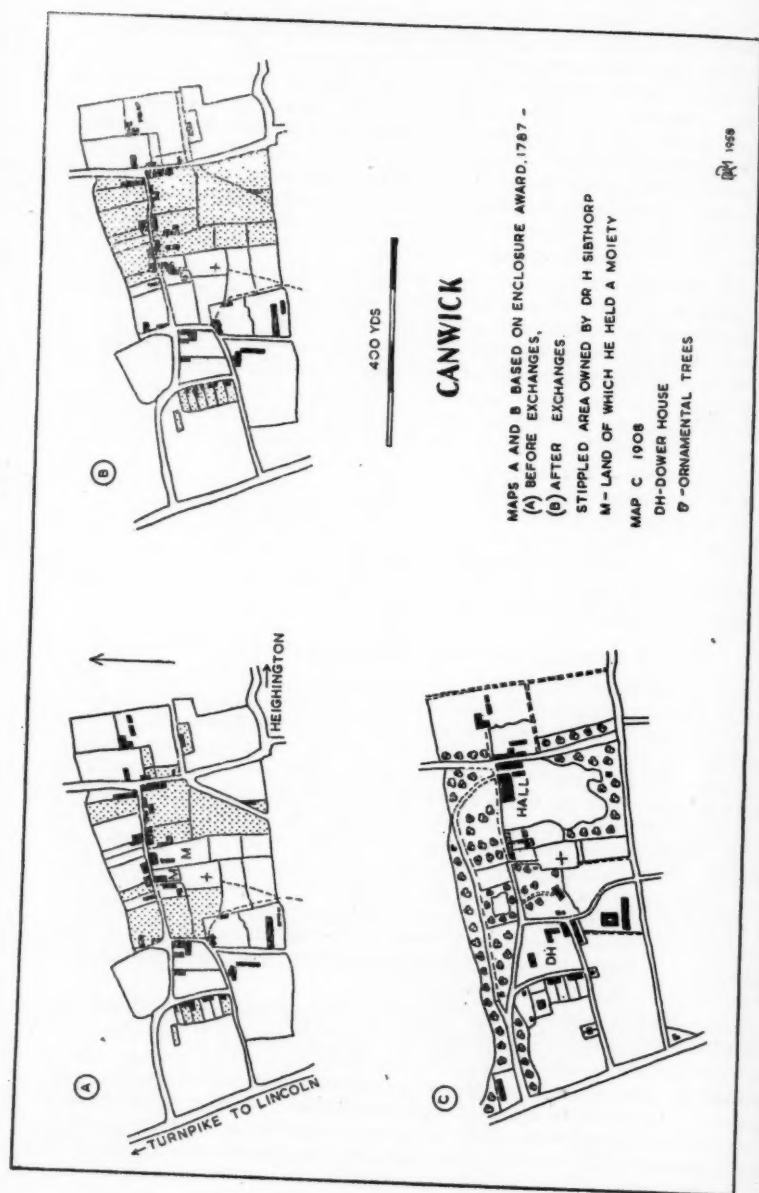 A
← TURNPIKE TO LINCOLN
M
M
+
HEIGHINGTON
→
B
+
C
DH
+
HALL
400 YDS
CANWICK
MAPS A AND B BASED ON ENCLOSURE AWARD, 1787 -
(A) BEFORE EXCHANGES,
(B) AFTER EXCHANGES.
STIPPLED AREA OWNED BY DR H SIBTHORP
M - LAND OF WHICH HE HELD A MOIETY
MAP C 1908
DH-DOWER HOUSE
-ORNAMENTAL TREES
1958